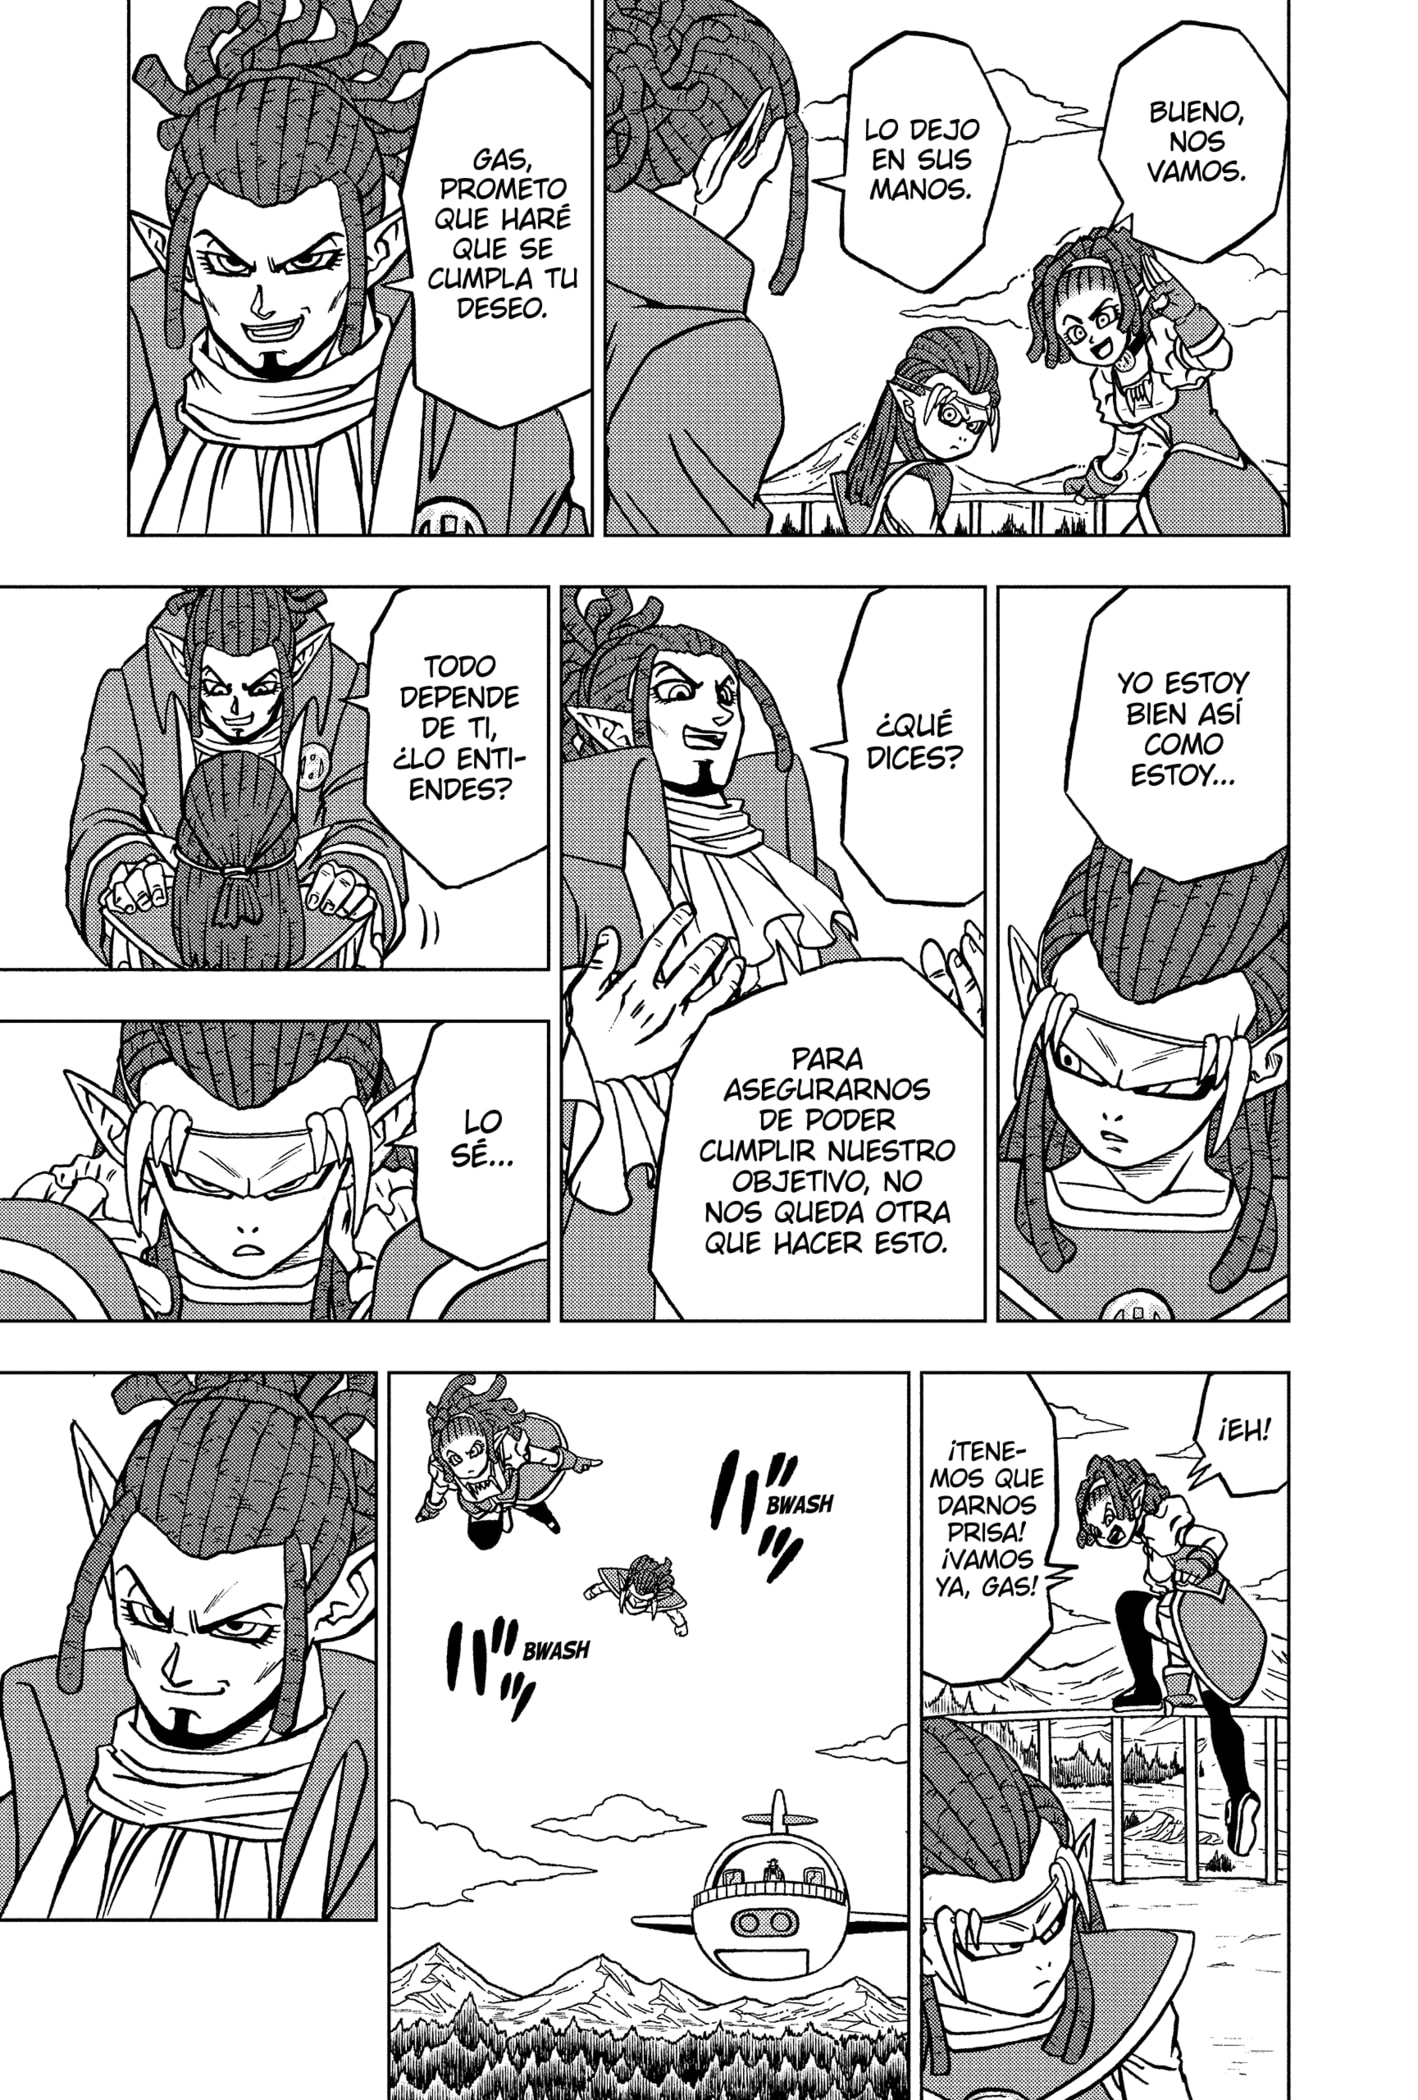 BUENO,
NOS
VAMOS.
LO DEJO
EN SUS
MANOS.
GAS,
PROMETO
QUE HARÉ
QUE SE
CUMPLA TU
DESEO.
YO ESTOY
BIEN ASÍ
COMO
ESTOY...
¿QUÉ
DICES?
PARA
ASEGURARNOS
DE PODER
CUMPLIR NUESTRO
OBJETIVO, NO
NOS QUEDA OTRA
QUE HACER ESTO.
TODO
DEPENDE
DE TI,
¿LO ENTI-
ENDES?
LO
SÉ...
¡EH!
¡TENE-
MOS QUE
DARNOS
PRISA!
¡VAMOS
YA, GAS!
BWASH
BWASH